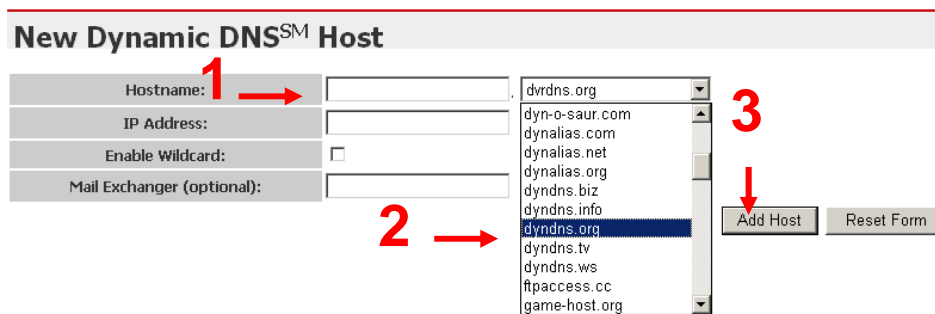 New Dynamic DNS℠ Host
1
Hostname: . dvrdns.org
IP Address:
Enable Wildcard:
Mail Exchanger (optional):
dyn-o-saur.com
dynalias.com
dynalias.net
dynalias.org
dyndns.biz
dyndns.info
dyndns.org
dyndns.tv
dyndns.ws
ftpaccess.cc
game-host.org
2
3
Add Host Reset Form